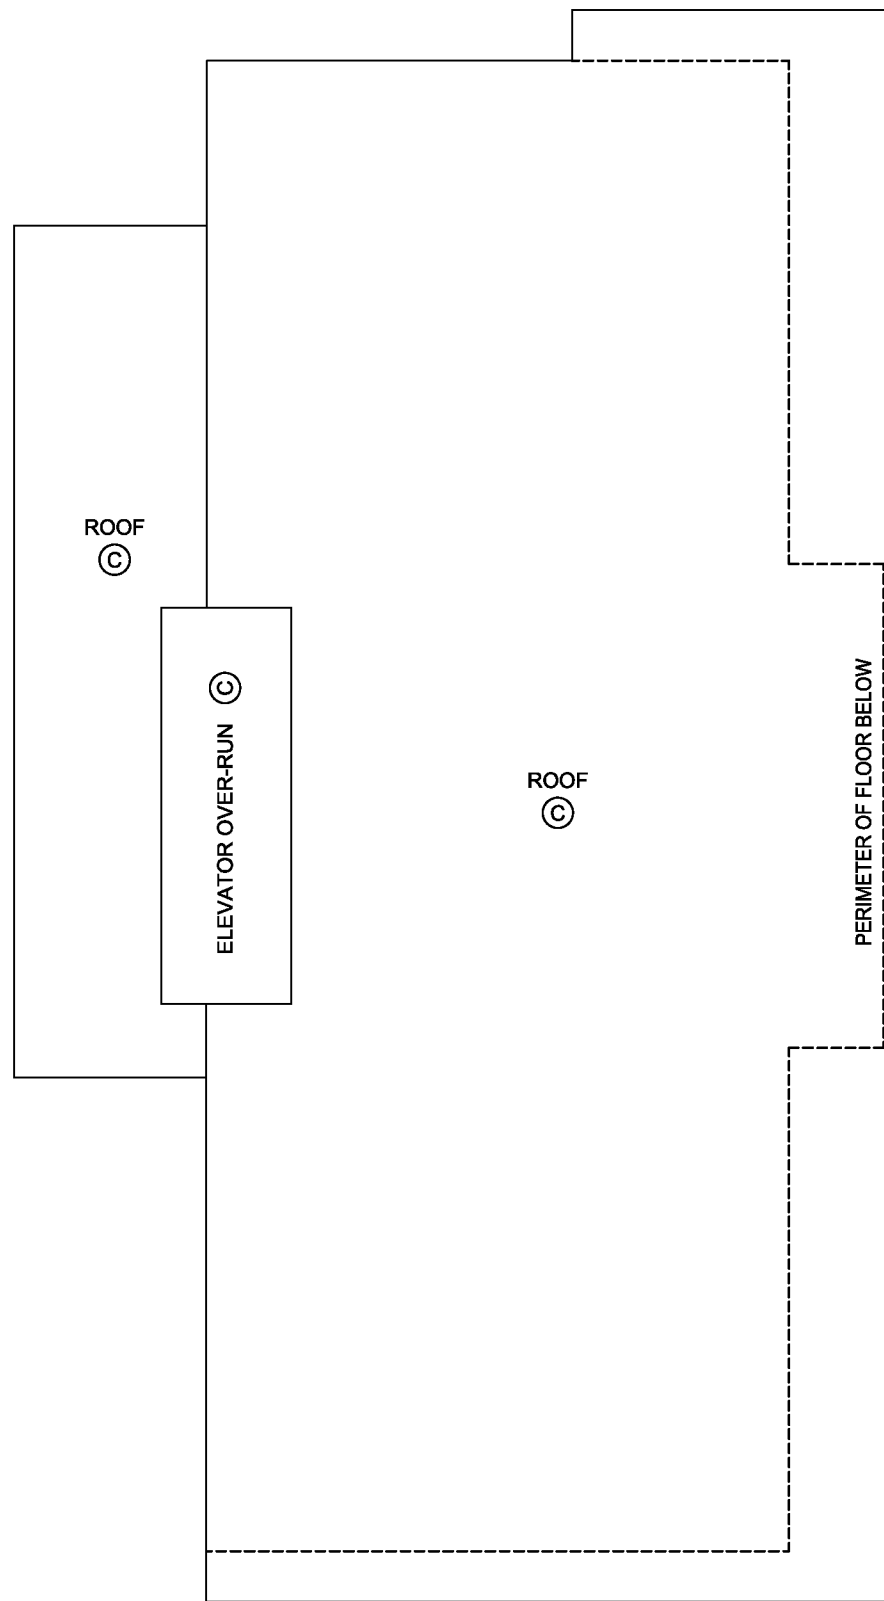 ROOF
Ⓒ
ELEVATOR OVER-RUN Ⓒ
ROOF
Ⓒ
PERIMETER OF FLOOR BELOW